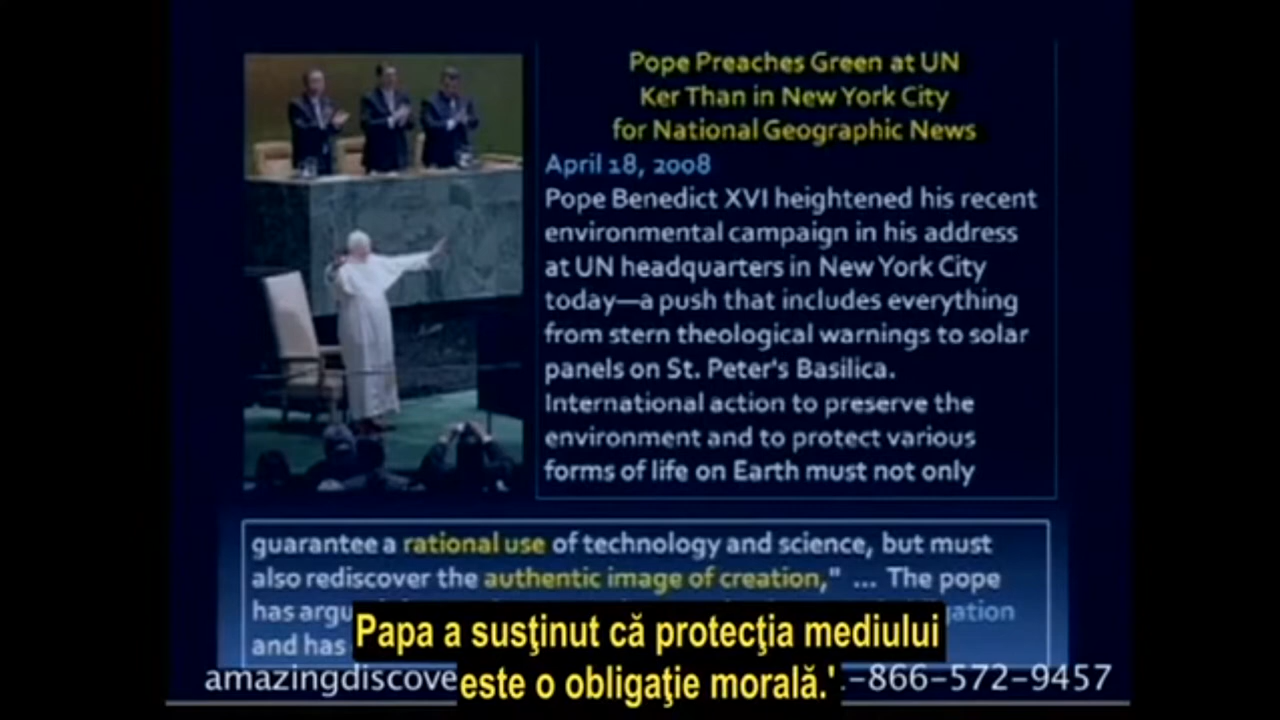 Pope Preaches Green at UN
Ker Than in New York City
for National Geographic News
April 18, 2008
Pope Benedict XVI heightened his recent
environmental campaign in his address
at UN headquarters in New York City
today—a push that includes everything
from stern theological warnings to solar
panels on St. Peter's Basilica.
International action to preserve the
environment and to protect various
forms of life on Earth must not only
guarantee a rational use of technology and science, but must
also rediscover the authentic image of creation," ... The pope
has
and has
Papa a susţinut că protecţia mediului
este o obligaţie morală.'
-866-572-9457